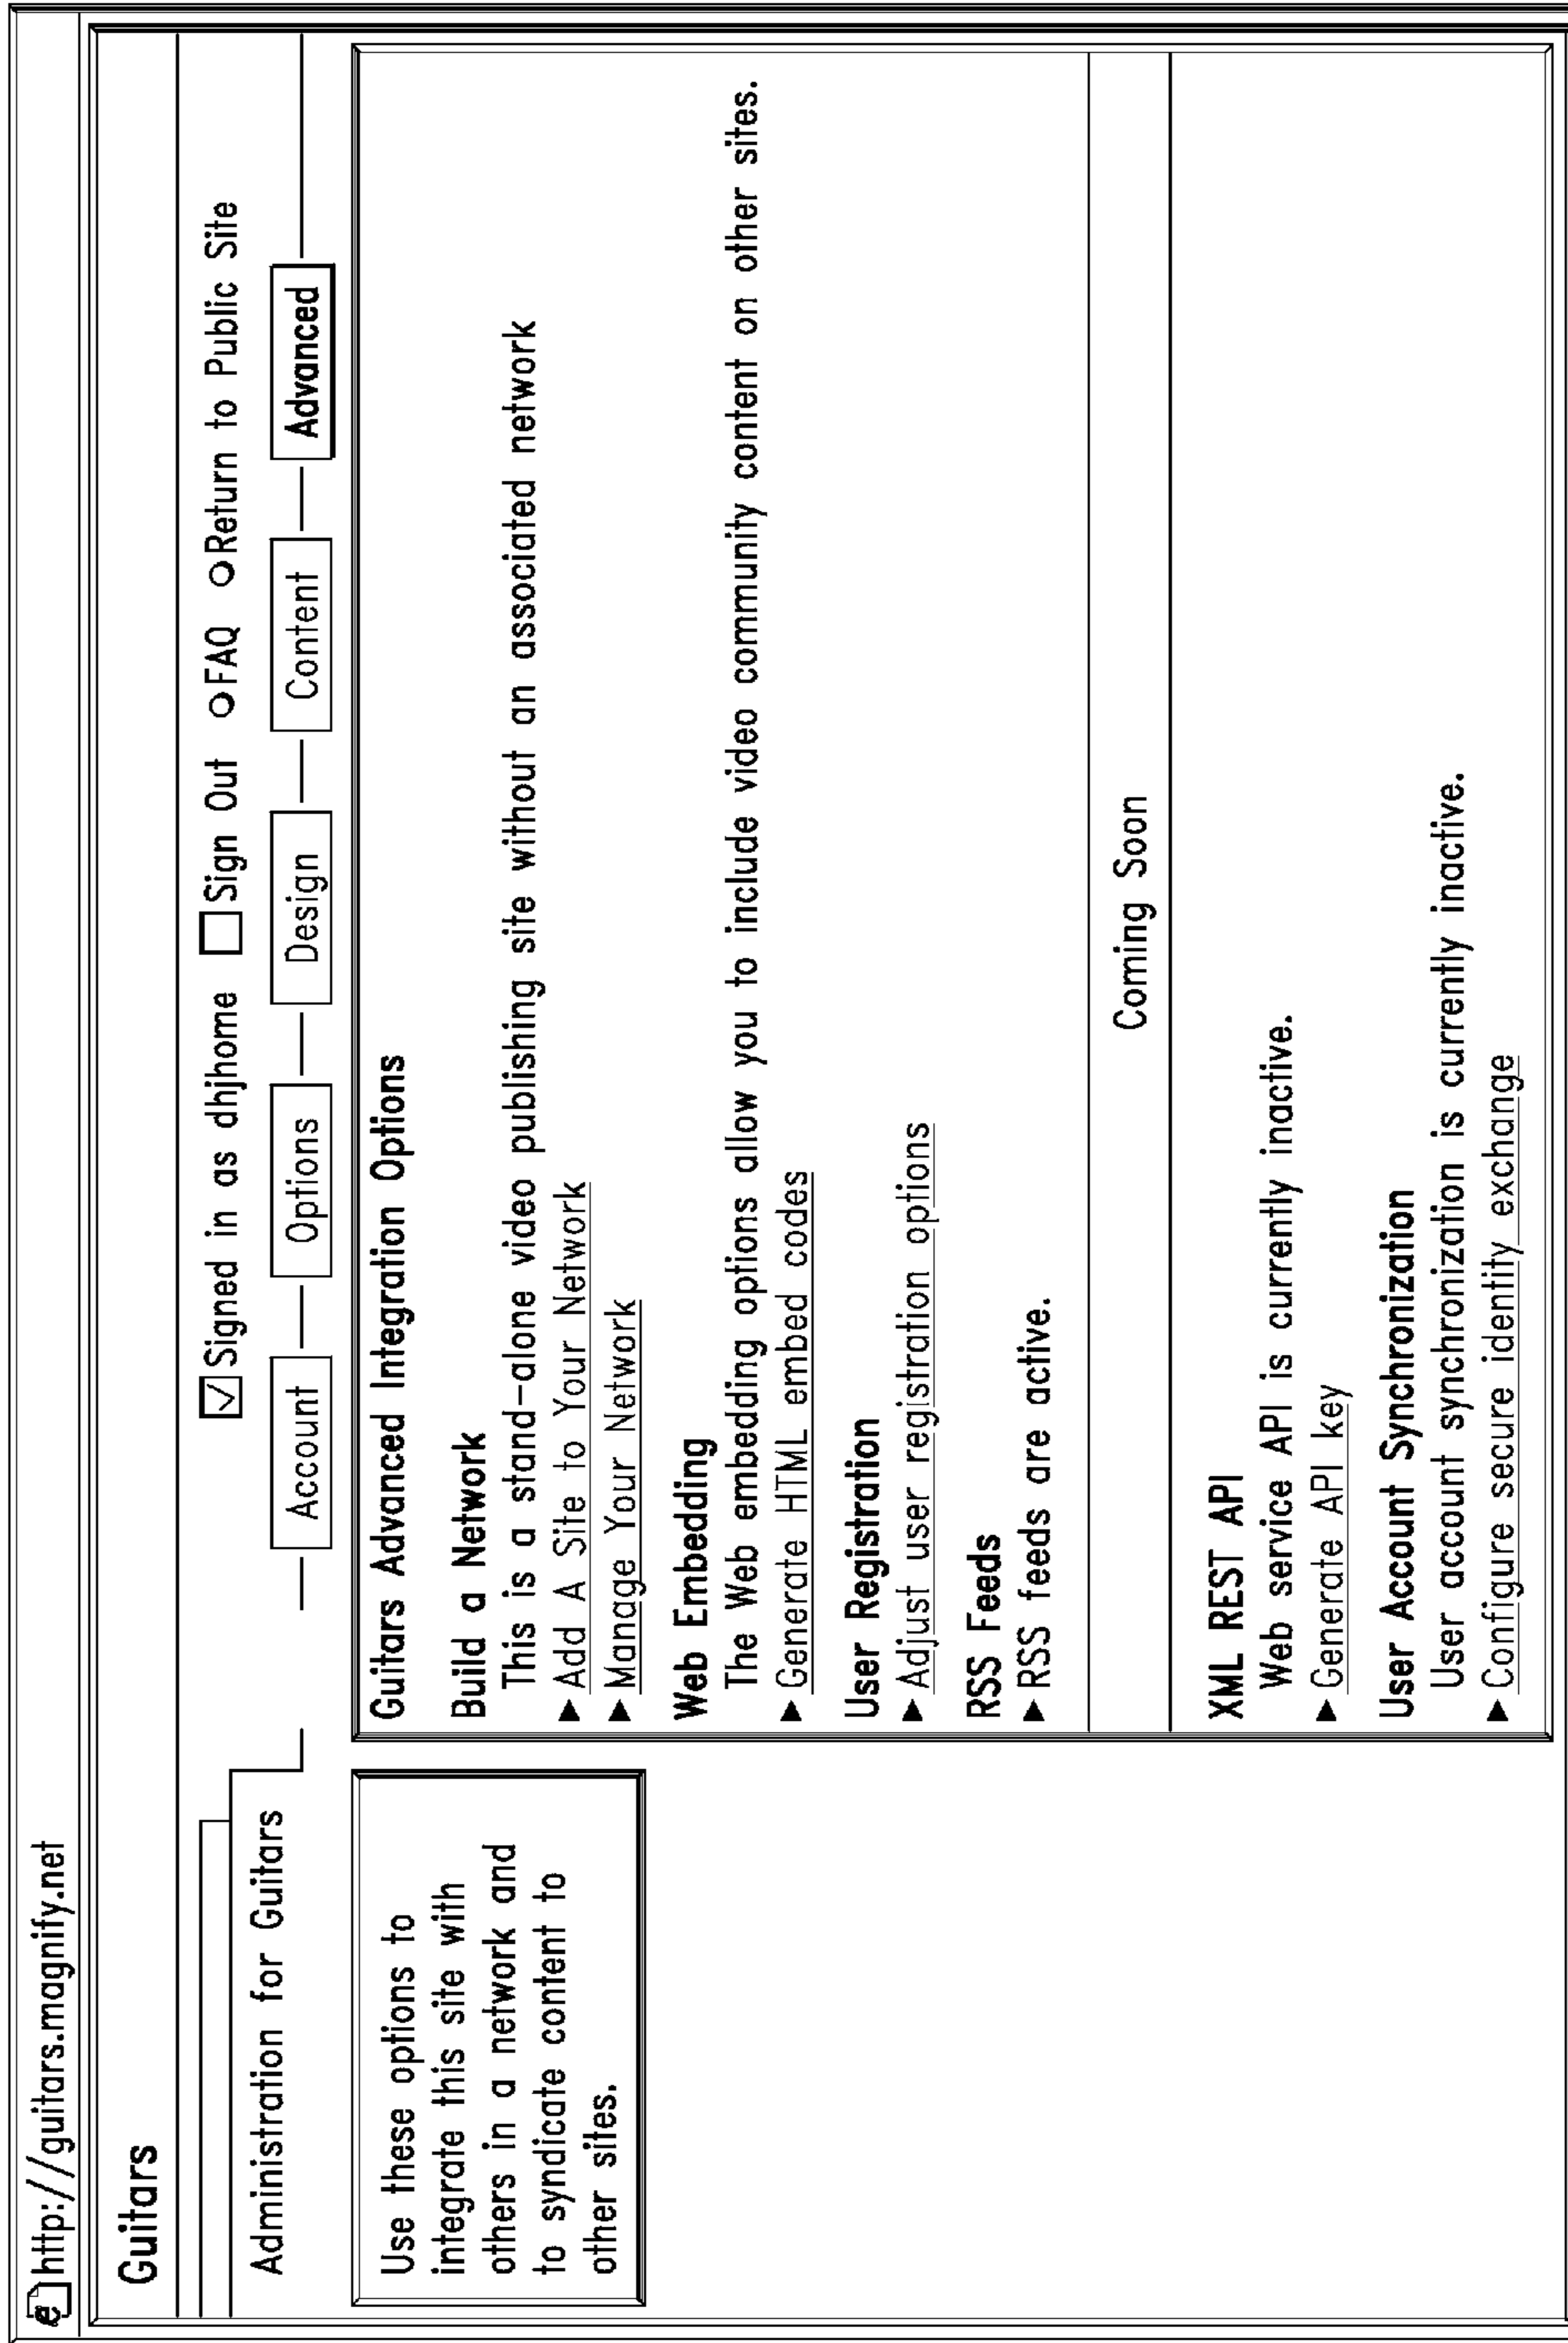 http://guitars.magnify.net
Guitars
Signed in as dhjhome Sign Out FAQ Return to Public Site
Administration for Guitars
Account Options Design Content Advanced
Use these options to
integrate this site with
others in a network and
to syndicate content to
other sites.
Guitars Advanced Integration Options
Build a Network
This is a stand-alone video publishing site without an associated network
Add A Site to Your Network
Manage Your Network
Web Embedding
The Web embedding options allow you to include video community content on other sites.
Generate HTML embed codes
User Registration
Adjust user registration options
RSS Feeds
RSS feeds are active.
Coming Soon
XML REST API
Web service API is currently inactive.
Generate API key
User Account Synchronization
User account synchronization is currently inactive.
Configure secure identity exchange